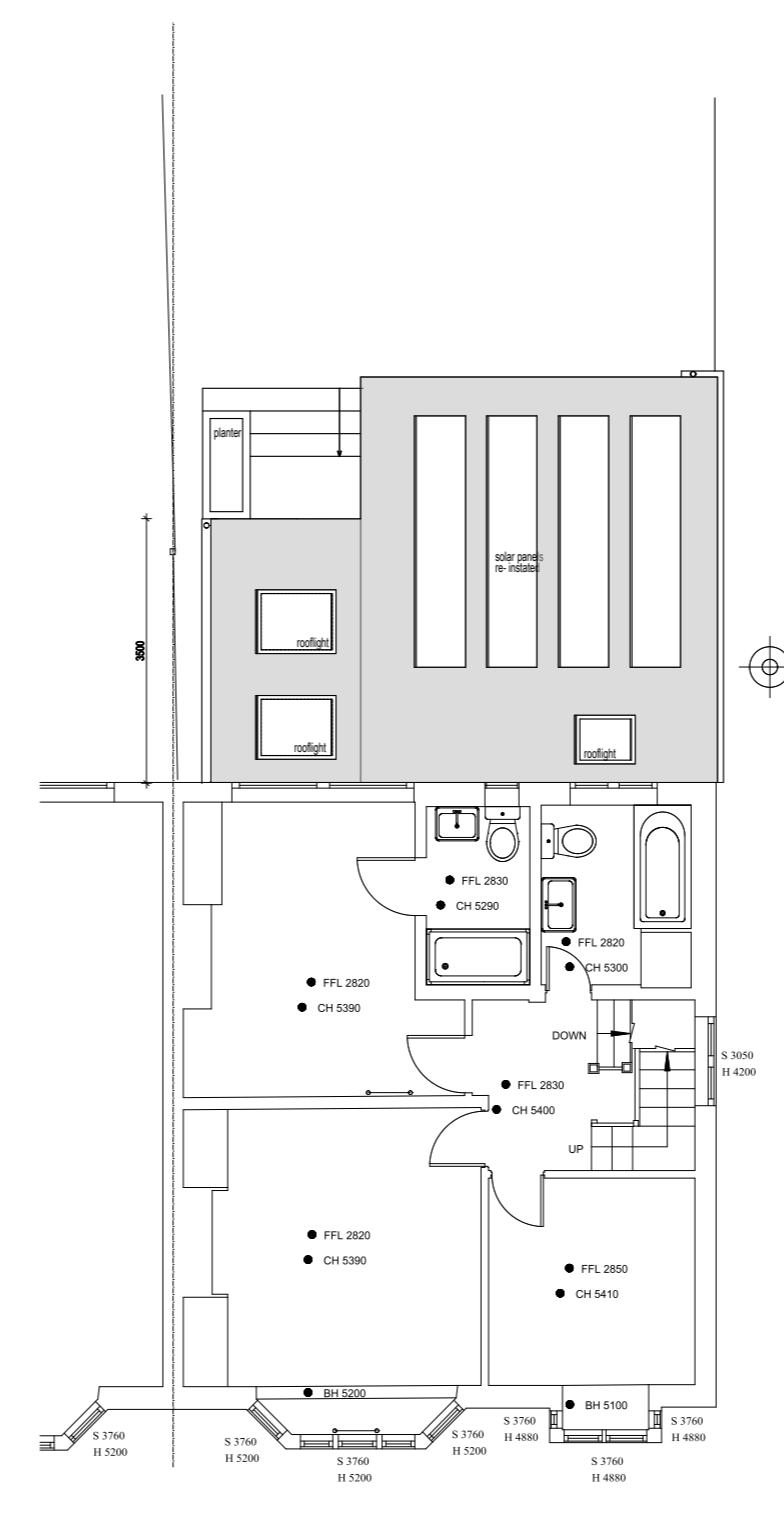 planter
solar panels
re- instated
3600
rooflight
rooflight
rooflight
FFL 2830
CH 5290
FFL 2820
CH 5300
FFL 2820
CH 5390
DOWN
S 3050
H 4200
FFL 2830
CH 5400
UP
FFL 2820
CH 5390
FFL 2850
CH 5410
BH 5200
BH 5100
S 3760
H 5200
S 3760
H 5200
S 3760
H 5200
S 3760
H 5200
S 3760
H 4880
S 3760
H 4880
S 3760
H 4880